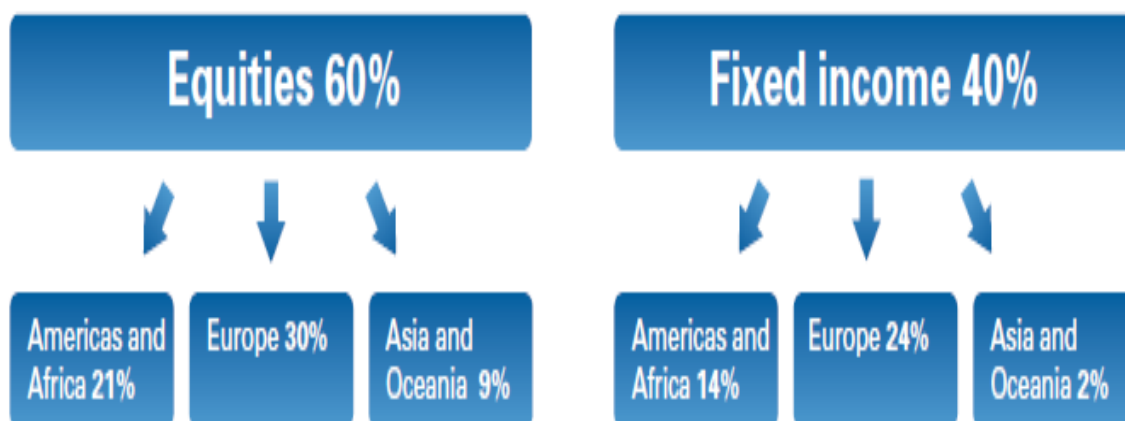 Equities 60%
Fixed income 40%
Americas and
Africa 21%
Europe 30%
Asia and
Oceania 9%
Americas and
Africa 14%
Europe 24%
Asia and
Oceania 2%